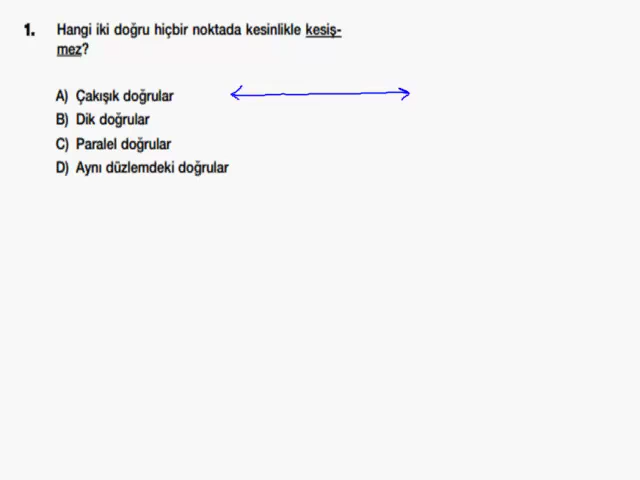 1. Hangi iki doğru hiçbir noktada kesinlikle kesiş-
mez?
A) Çakışık doğrular
B) Dik doğrular
C) Paralel doğrular
D) Aynı düzlemdeki doğrular